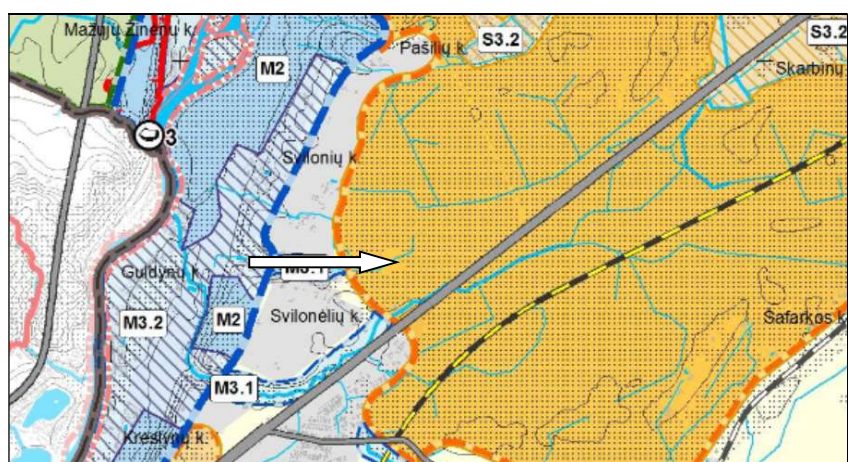 Mažųjų Žinėnų k.
Pašilių k.
S3.2
S3.2
M2
Skarbinų
3
Svilonių k.
Guldynų k.
M3.1
M3.2
M2
Svilonėlių k.
Šafarkos k
M3.1
Kreslynų k.